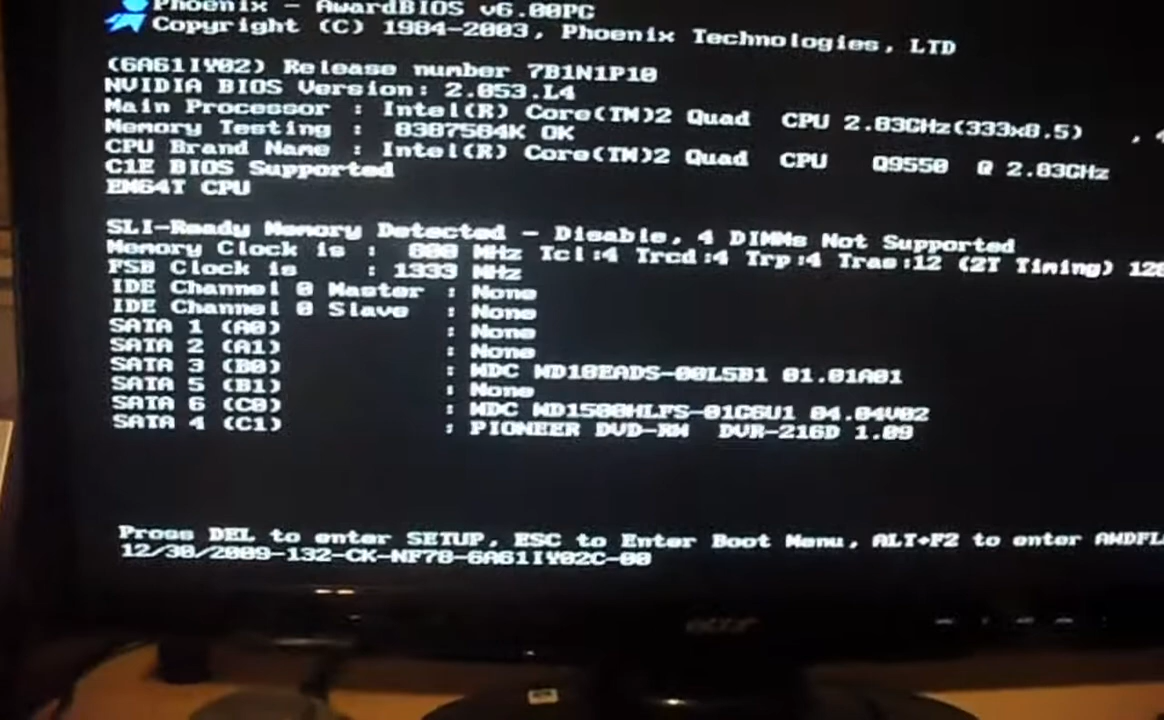 Phoenix - AwardBIOS v6.00PG
Copyright (C) 1984-2003, Phoenix Technologies, LTD
(6A61IY02) Release number 7B1N1P10
NVIDIA BIOS Version: 2.053.L4
Main Processor : Intel(R) Core(TM)2 Quad CPU 2.83GHz(333x8.5) , 4
Memory Testing : 8387584K OK
CPU Brand Name : Intel(R) Core(TM)2 Quad CPU Q9550 @ 2.83GHz
C1E BIOS Supported
EM64T CPU
SLI-Ready Memory Detected - Disable, 4 DIMMs Not Supported
Memory Clock is : 800 MHz Tcl:4 Trcd:4 Trp:4 Tras:12 (2T Timing) 128
FSB Clock is : 1333 MHz
IDE Channel 0 Master : None
IDE Channel 0 Slave : None
SATA 1 (A0) : None
SATA 2 (A1) : None
SATA 3 (B0) : WDC WD10EADS-00L5B1 01.01A01
SATA 5 (B1) : None
SATA 6 (C0) : WDC WD1500HLFS-01G6U1 04.04V02
SATA 4 (C1) : PIONEER DVD-RW DVR-216D 1.09
Press DEL to enter SETUP, ESC to Enter Boot Menu, ALT+F2 to enter AWDFL
12/30/2009-132-CK-NF78-6A61IY02C-00
acer